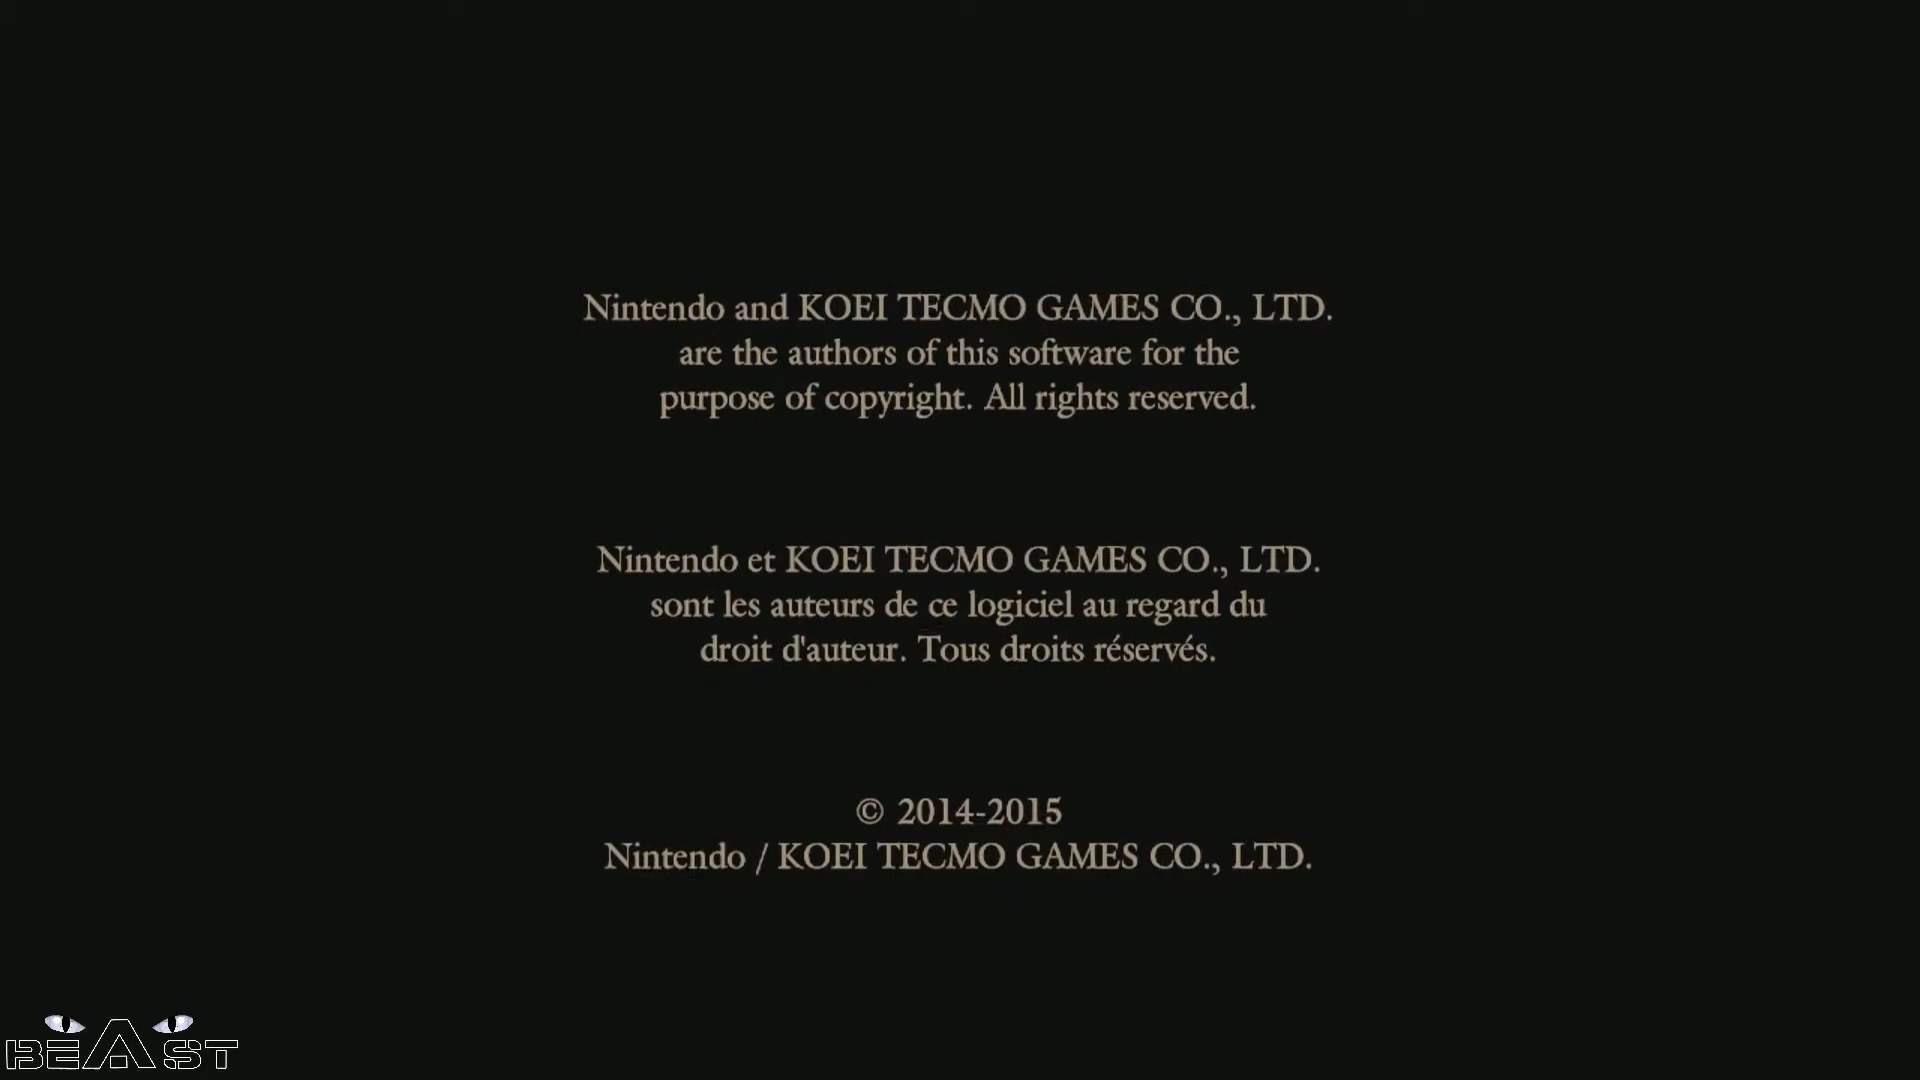 Nintendo and KOEI TECMO GAMES CO., LTD.
are the authors of this software for the
purpose of copyright. All rights reserved.
Nintendo et KOEI TECMO GAMES CO., LTD.
sont les auteurs de ce logiciel au regard du
droit d'auteur. Tous droits réservés.
© 2014-2015
Nintendo / KOEI TECMO GAMES CO., LTD.
BEAST